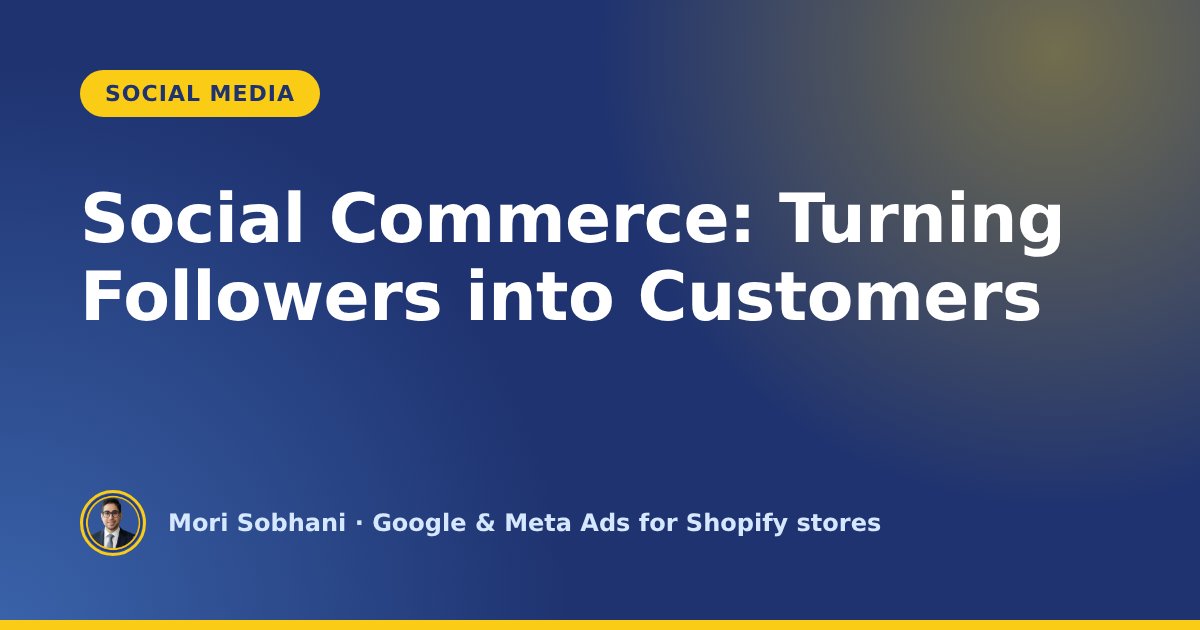 SOCIAL MEDIA
Social Commerce: Turning
Followers into Customers
Mori Sobhani · Google & Meta Ads for Shopify stores